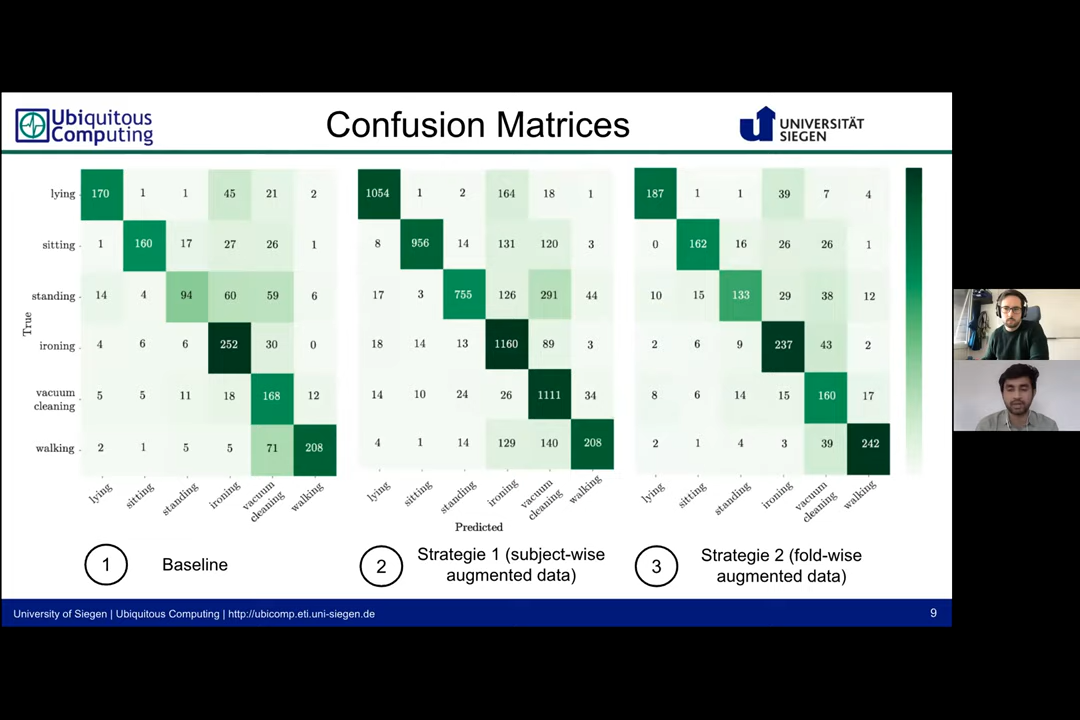 Ubiquitous
Computing
Confusion Matrices
UNIVERSITÄT
SIEGEN
True
lying 170 1 1 45 21 2
sitting 1 160 17 27 26 1
standing 14 4 94 60 59 6
ironing 4 6 6 252 30 0
vacuum
cleaning 5 5 11 18 168 12
walking 2 1 5 5 71 208
lying sitting standing ironing vacuum cleaning walking
1054 1 2 164 18 1
8 956 14 131 120 3
17 3 755 126 291 44
18 14 13 1160 89 3
14 10 24 26 1111 34
4 1 14 129 140 208
lying sitting standing ironing vacuum cleaning walking
Predicted
187 1 1 39 7 4
0 162 16 26 26 1
10 15 133 29 38 12
2 6 9 237 43 2
8 6 14 15 160 17
2 1 4 3 39 242
lying sitting standing ironing vacuum cleaning walking
1 Baseline
2 Strategie 1 (subject-wise
augmented data)
3 Strategie 2 (fold-wise
augmented data)
University of Siegen | Ubiquitous Computing | http://ubicomp.eti.uni-siegen.de
9